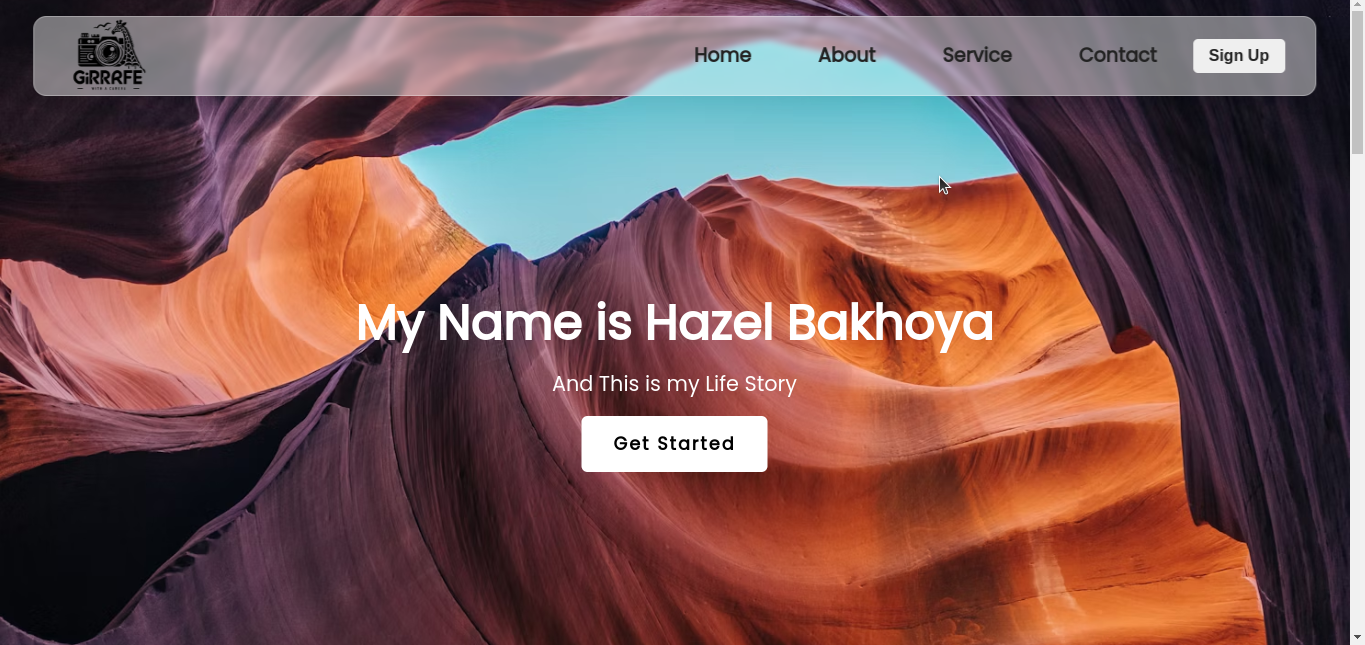 Home About Service Contact Sign Up
GiRRAFE
WITH A CAMERA
My Name is Hazel Bakhoya
And This is my Life Story
Get Started